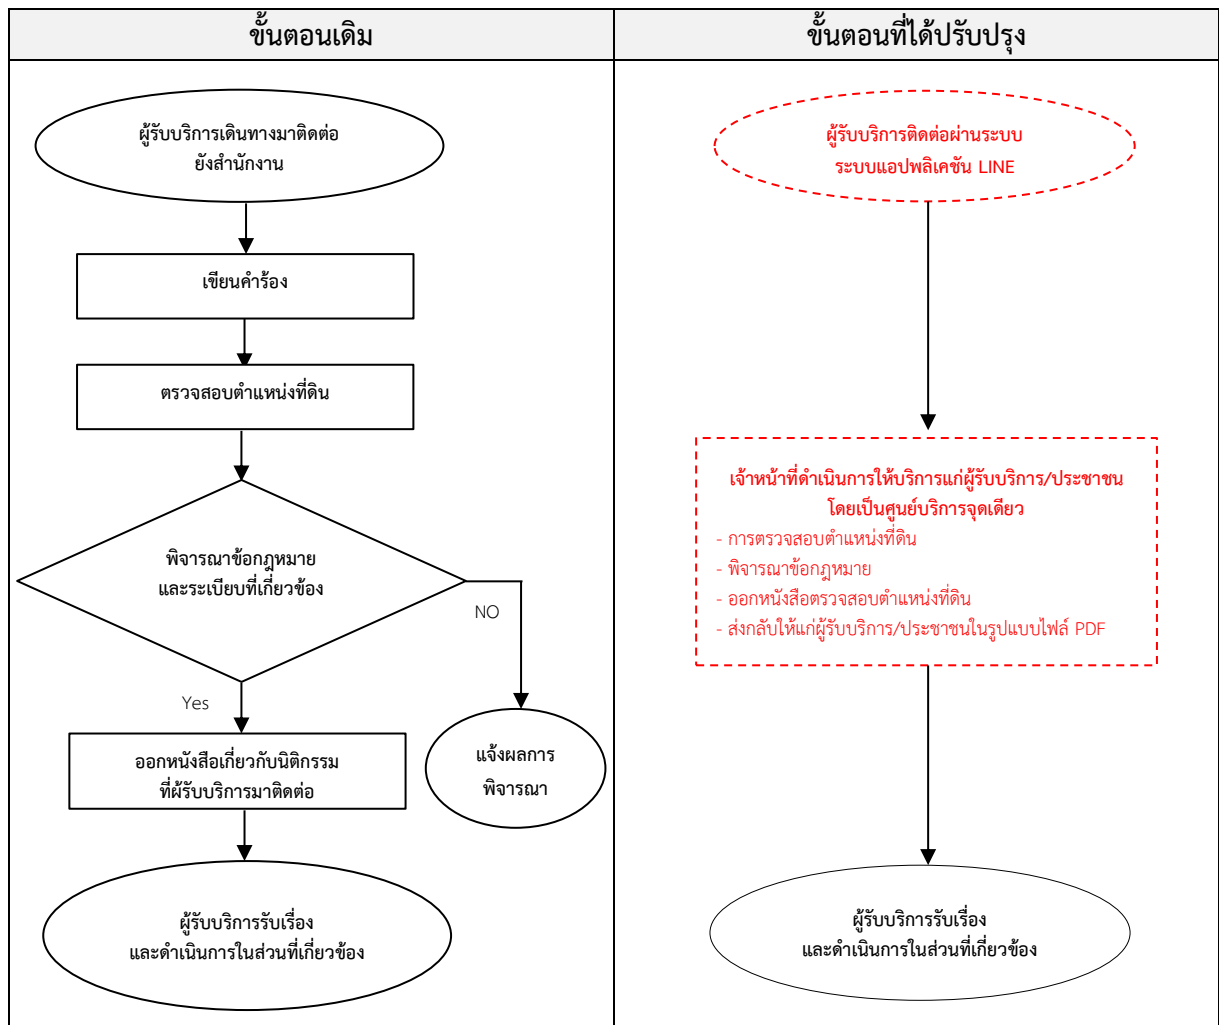 ขั้นตอนเดิม
ผู้รับบริการเดินทางมาติดต่อ
ยังสำนักงาน
เขียนคำร้อง
ตรวจสอบตำแหน่งที่ดิน
พิจารณาข้อกฎหมาย
และระเบียบที่เกี่ยวข้อง
NO
Yes
ออกหนังสือเกี่ยวกับนิติกรรม
ที่ผู้รับบริการมาติดต่อ
แจ้งผลการ
พิจารณา
ผู้รับบริการรับเรื่อง
และดำเนินการในส่วนที่เกี่ยวข้อง
ขั้นตอนที่ได้ปรับปรุง
ผู้รับบริการติดต่อผ่านระบบ
ระบบแอปพลิเคชัน LINE
เจ้าหน้าที่ดำเนินการให้บริการแก่ผู้รับบริการ/ประชาชน
โดยเป็นศูนย์บริการจุดเดียว
- การตรวจสอบตำแหน่งที่ดิน
- พิจารณาข้อกฎหมาย
- ออกหนังสือตรวจสอบตำแหน่งที่ดิน
- ส่งกลับให้แก่ผู้รับบริการ/ประชาชนในรูปแบบไฟล์ PDF
ผู้รับบริการรับเรื่อง
และดำเนินการในส่วนที่เกี่ยวข้อง